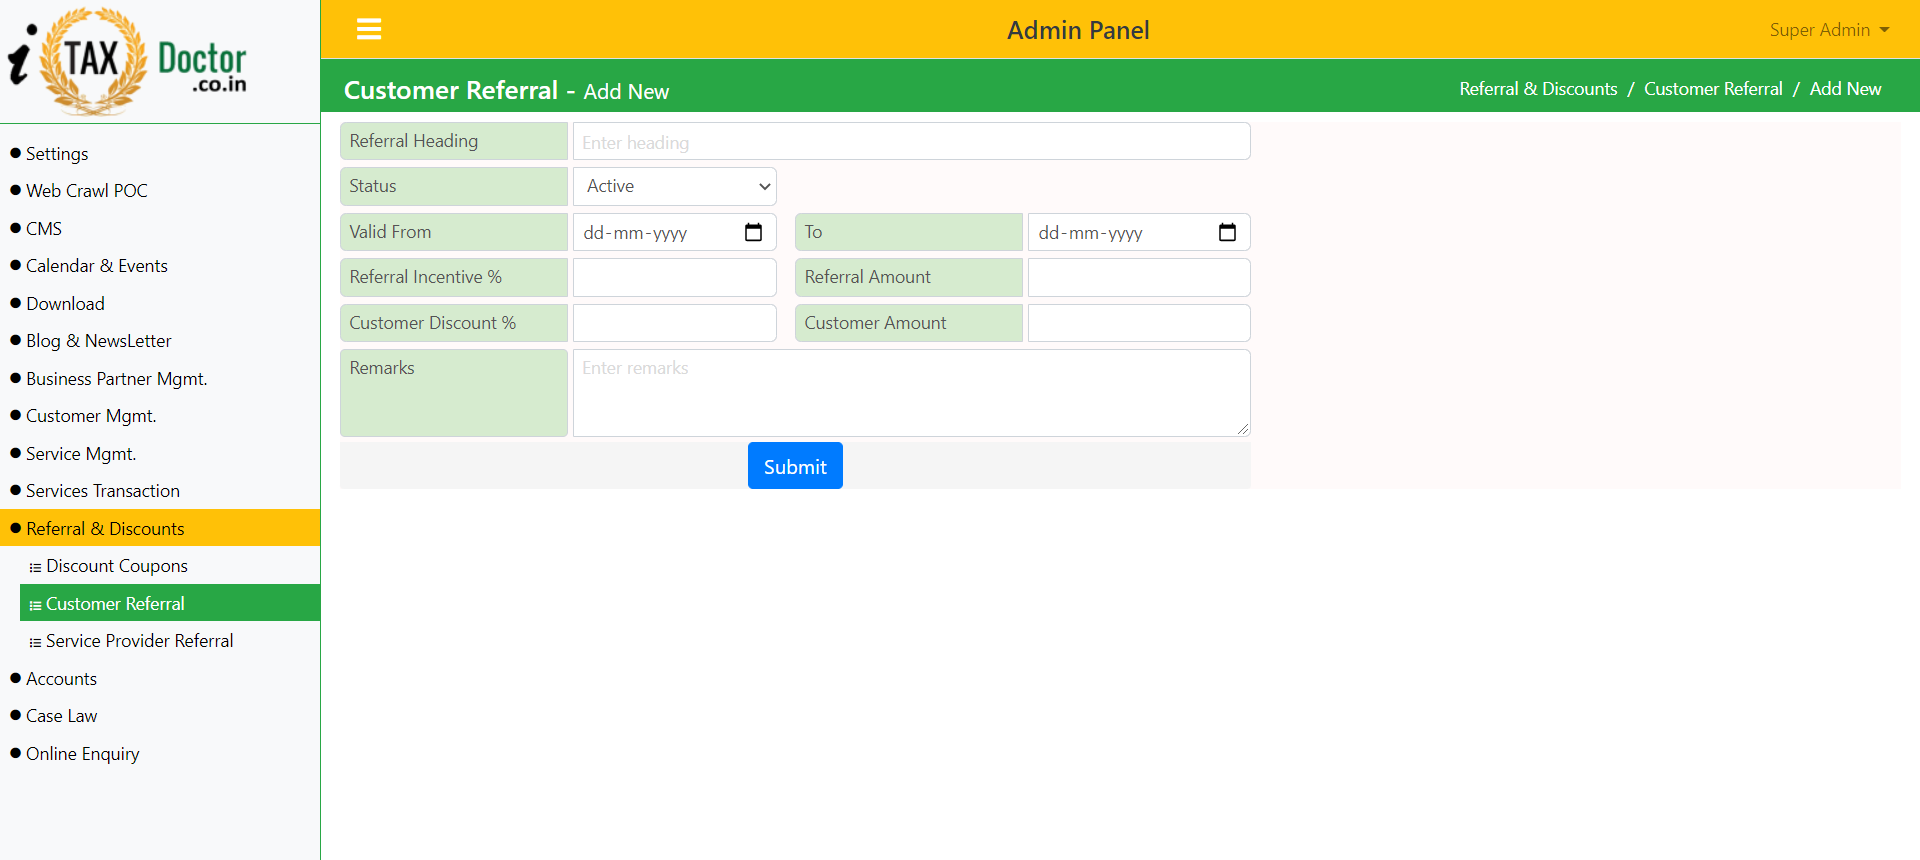 i TAX Doctor
.co.in
Admin Panel
Super Admin
Customer Referral - Add New
Referral & Discounts / Customer Referral / Add New
Settings
Web Crawl POC
CMS
Calendar & Events
Download
Blog & NewsLetter
Business Partner Mgmt.
Customer Mgmt.
Service Mgmt.
Services Transaction
Referral & Discounts
Discount Coupons
Customer Referral
Service Provider Referral
Accounts
Case Law
Online Enquiry
Referral Heading Enter heading
Status Active
Valid From dd-mm-yyyy To dd-mm-yyyy
Referral Incentive % Referral Amount
Customer Discount % Customer Amount
Remarks Enter remarks
Submit